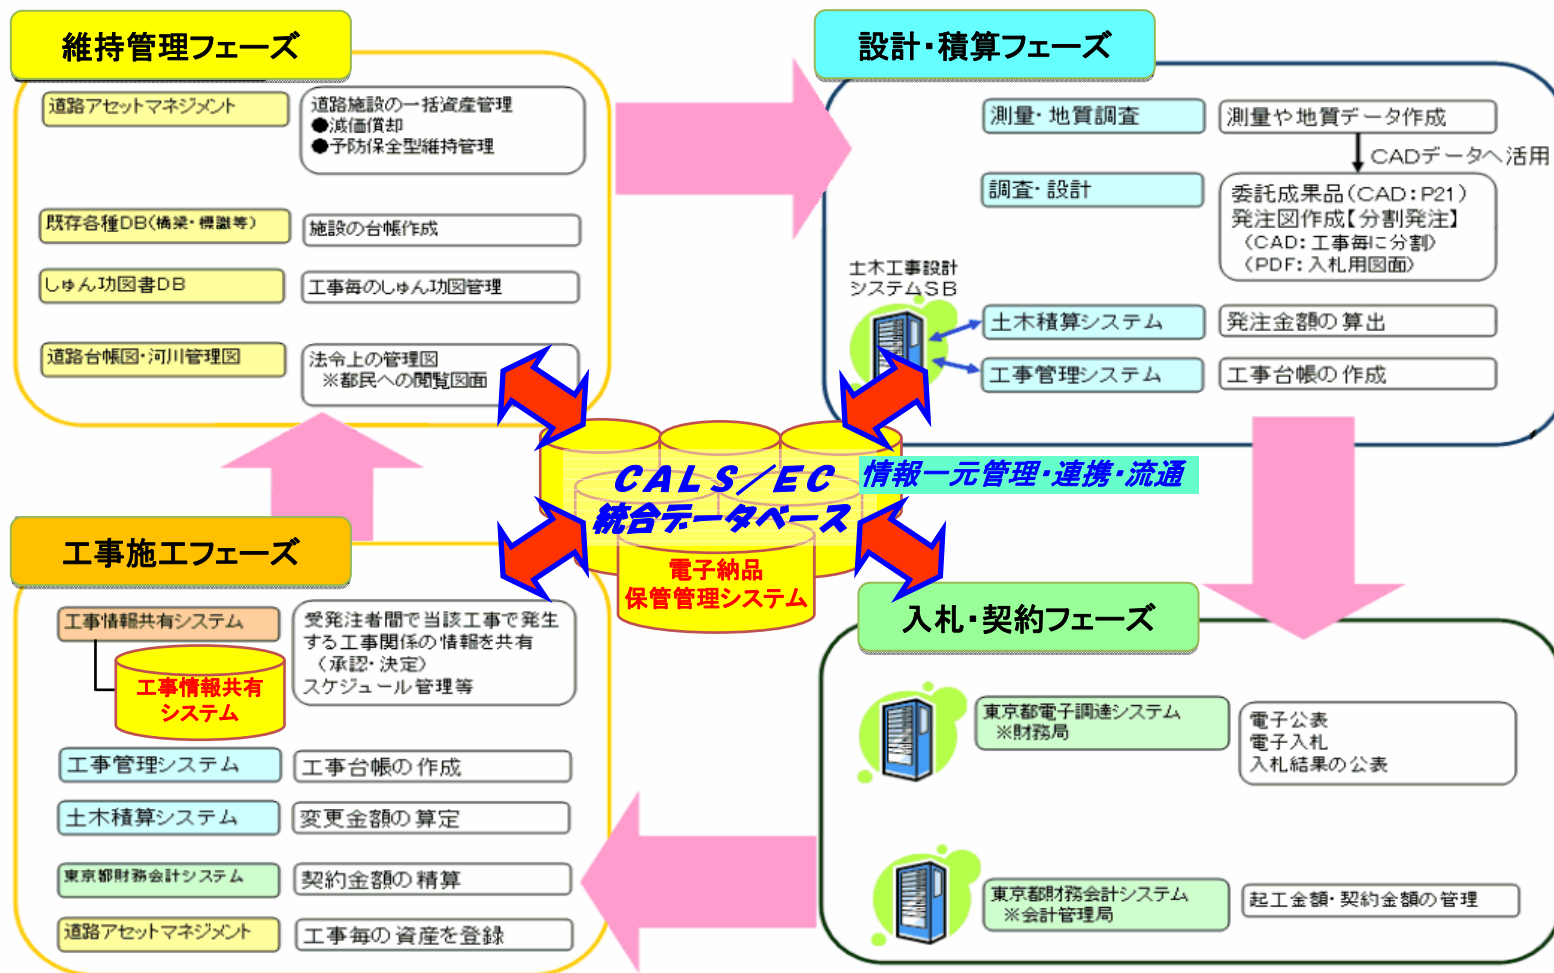 維持管理フェーズ
道路アセットマネジメント
道路施設の一括資産管理
●減価償却
●予防保全型維持管理
既存各種DB(橋梁・標識等)
施設の台帳作成
しゅん功図書DB
工事毎のしゅん功図管理
道路台帳図・河川管理図
法令上の管理図
※都民への閲覧図面
設計・積算フェーズ
測量・地質調査
測量や地質データ作成
CADデータへ活用
調査・設計
委託成果品(CAD:P21)
発注図作成【分割発注】
(CAD:工事毎に分割)
(PDF:入札用図面)
土木工事設計
システムSB
土木積算システム
発注金額の算出
工事管理システム
工事台帳の作成
CALS/EC
統合データベース
情報一元管理・連携・流通
電子納品
保管管理システム
工事施工フェーズ
工事情報共有システム
工事情報共有
システム
受発注者間で当該工事で発生
する工事関係の情報を共有
(承認・決定)
スケジュール管理等
工事管理システム
工事台帳の作成
土木積算システム
変更金額の算定
東京都財務会計システム
契約金額の精算
道路アセットマネジメント
工事毎の資産を登録
入札・契約フェーズ
東京都電子調達システム
※財務局
電子公表
電子入札
入札結果の公表
東京都財務会計システム
※会計管理局
起工金額・契約金額の管理